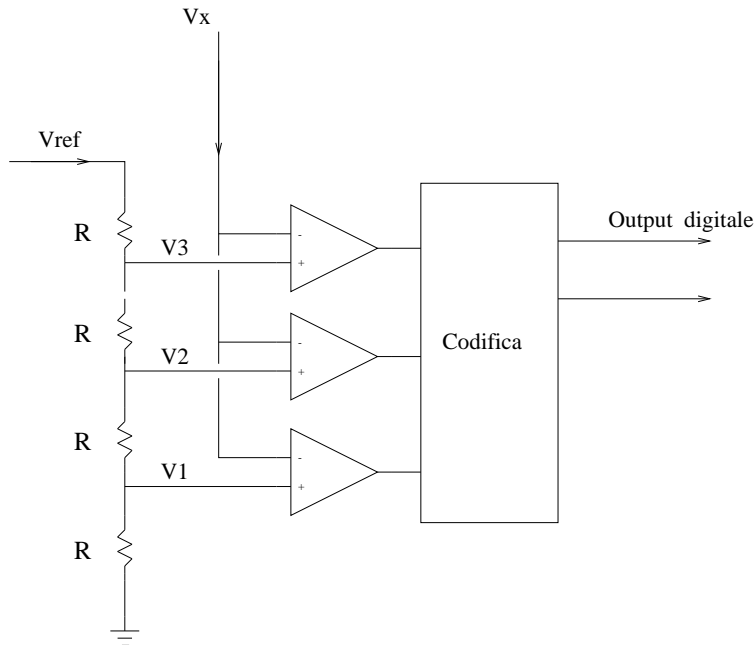 Vx
Vref
R
V3
-
+
Output digitale
R
V2
-
+
Codifica
R
V1
-
+
R